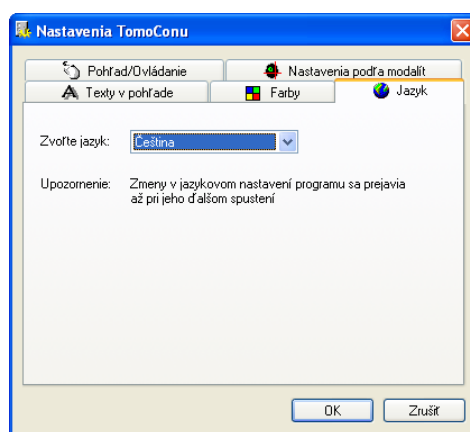 Nastavenia TomoConu
Pohľad/Ovládanie
Nastavenia podľa modalít
Texty v pohľade
Farby
Jazyk
Zvoľte jazyk:
Čeština
Upozornenie:
Zmeny v jazykovom nastavení programu sa prejavia
až pri jeho ďalšom spustení
OK
Zrušiť